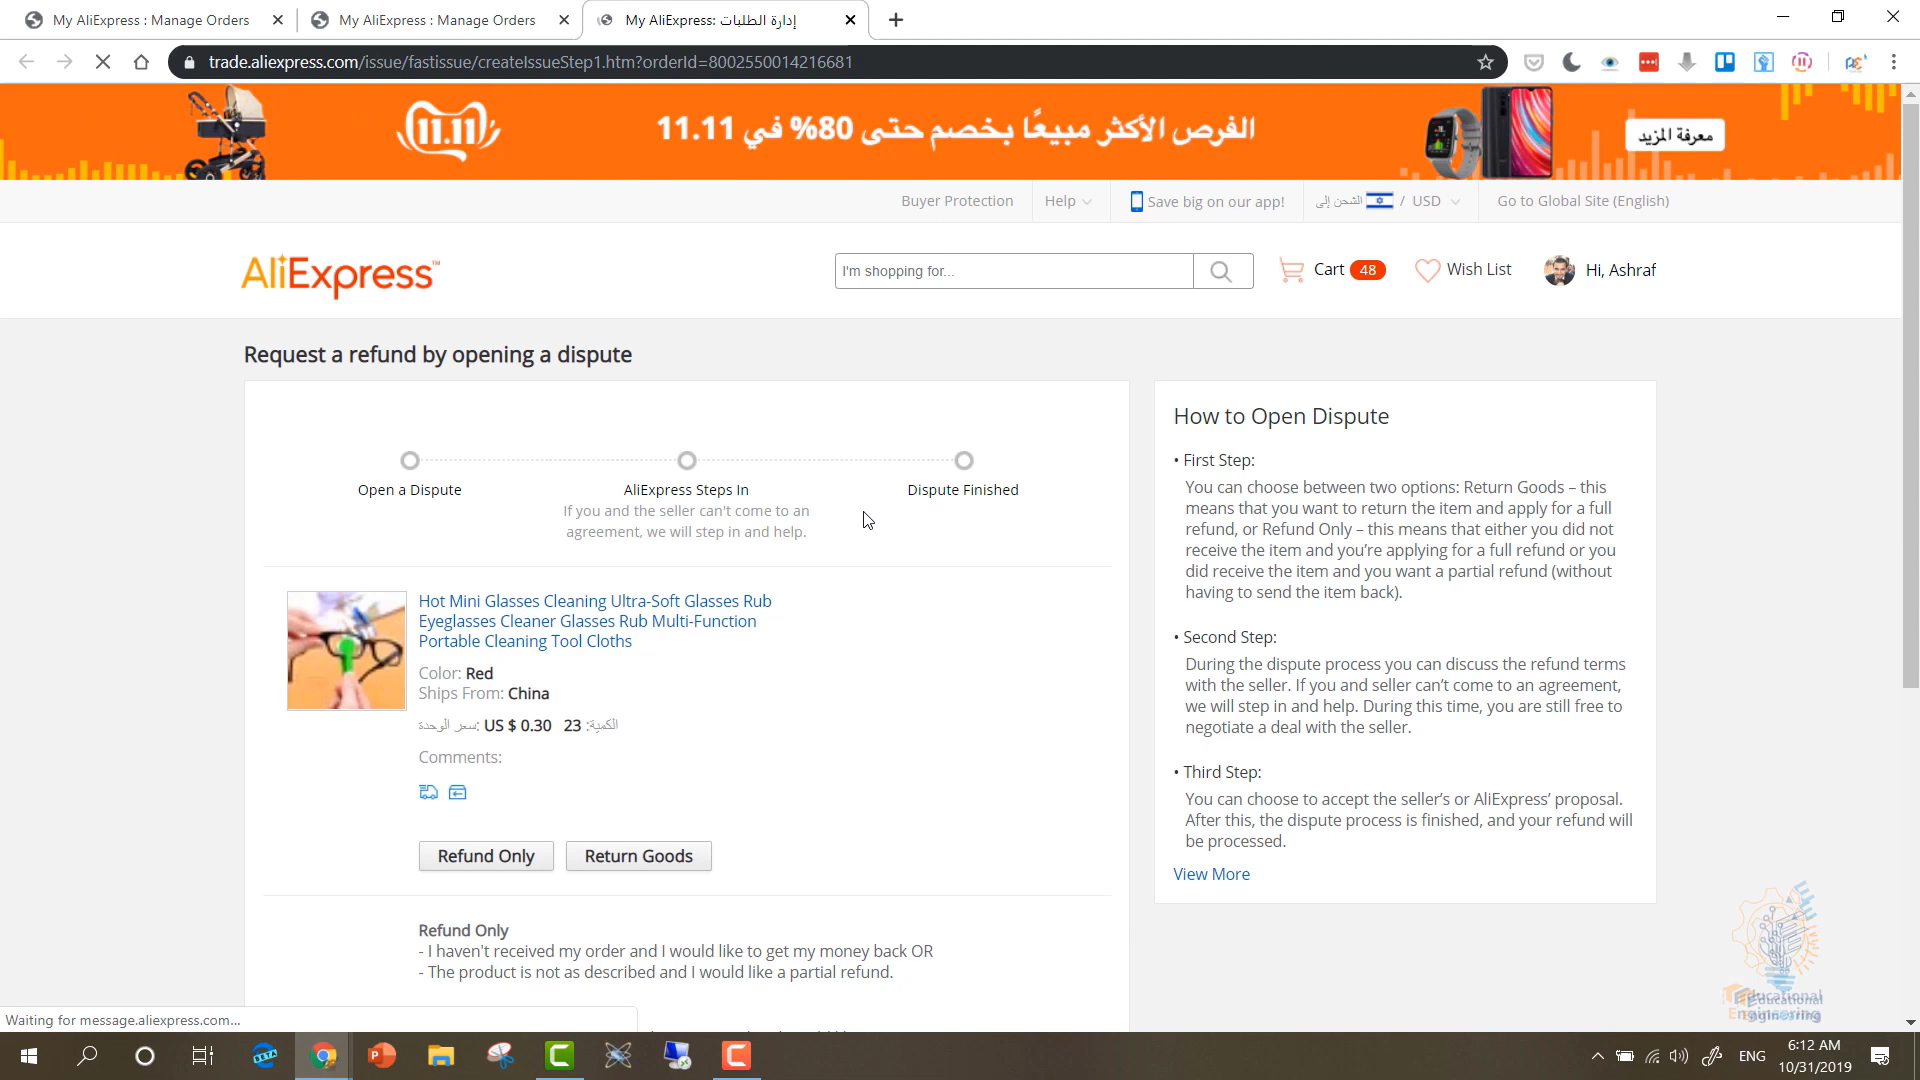 My AliExpress : Manage Orders
My AliExpress : Manage Orders
My AliExpress: إدارة الطلبات
trade.aliexpress.com/issue/fastissue/createIssueStep1.htm?orderId=8002550014216681
11.11
الفرص الأكثر مبيعًا بخصم حتى 80% في 11.11
معرفة المزيد
Buyer Protection
Help
Save big on our app!
الشحن إلى / USD
Go to Global Site (English)
AliExpress™
I'm shopping for...
Cart 48
Wish List
Hi, Ashraf
Request a refund by opening a dispute
Open a Dispute
AliExpress Steps In
If you and the seller can't come to an
agreement, we will step in and help.
Dispute Finished
Hot Mini Glasses Cleaning Ultra-Soft Glasses Rub
Eyeglasses Cleaner Glasses Rub Multi-Function
Portable Cleaning Tool Cloths
Color: Red
Ships From: China
سعر الوحدة: US $ 0.30 23 الكمية:
Comments:
Refund Only
Return Goods
Refund Only
- I haven't received my order and I would like to get my money back OR
- The product is not as described and I would like a partial refund.
How to Open Dispute
• First Step:
You can choose between two options: Return Goods – this
means that you want to return the item and apply for a full
refund, or Refund Only – this means that either you did not
receive the item and you’re applying for a full refund or you
did receive the item and you want a partial refund (without
having to send the item back).
• Second Step:
During the dispute process you can discuss the refund terms
with the seller. If you and seller can’t come to an agreement,
we will step in and help. During this time, you are still free to
negotiate a deal with the seller.
• Third Step:
You can choose to accept the seller’s or AliExpress’ proposal.
After this, the dispute process is finished, and your refund will
be processed.
View More
Educational
Engineering
Waiting for message.aliexpress.com...
BETA
ENG
6:12 AM
10/31/2019